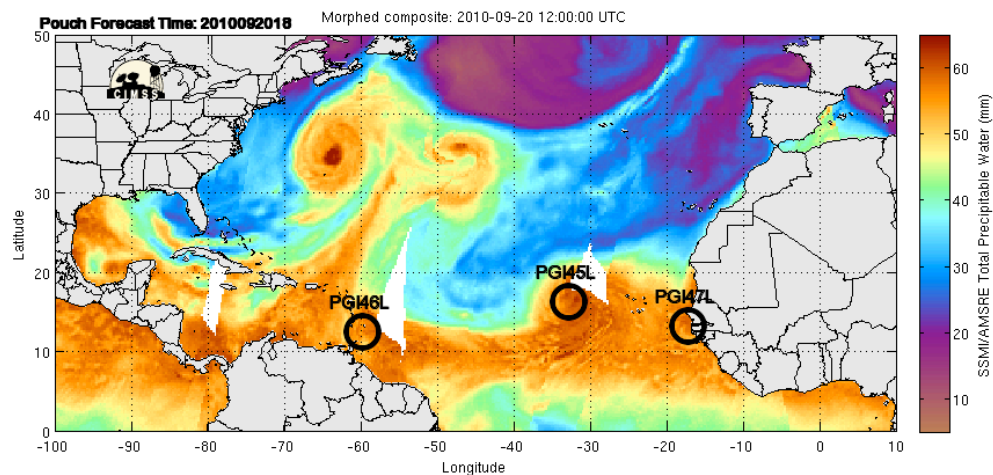 Pouch Forecast Time: 2010092018
Morphed composite: 2010-09-20 12:00:00 UTC
50
40
30
20
10
0
Latitude
CIMSS
PGI46L
PGI45L
PGI47L
-100
-90
-80
-70
-60
-50
-40
-30
-20
-10
0
10
Longitude
60
50
40
30
20
10
SSMI/AMSRE Total Precipitable Water (mm)